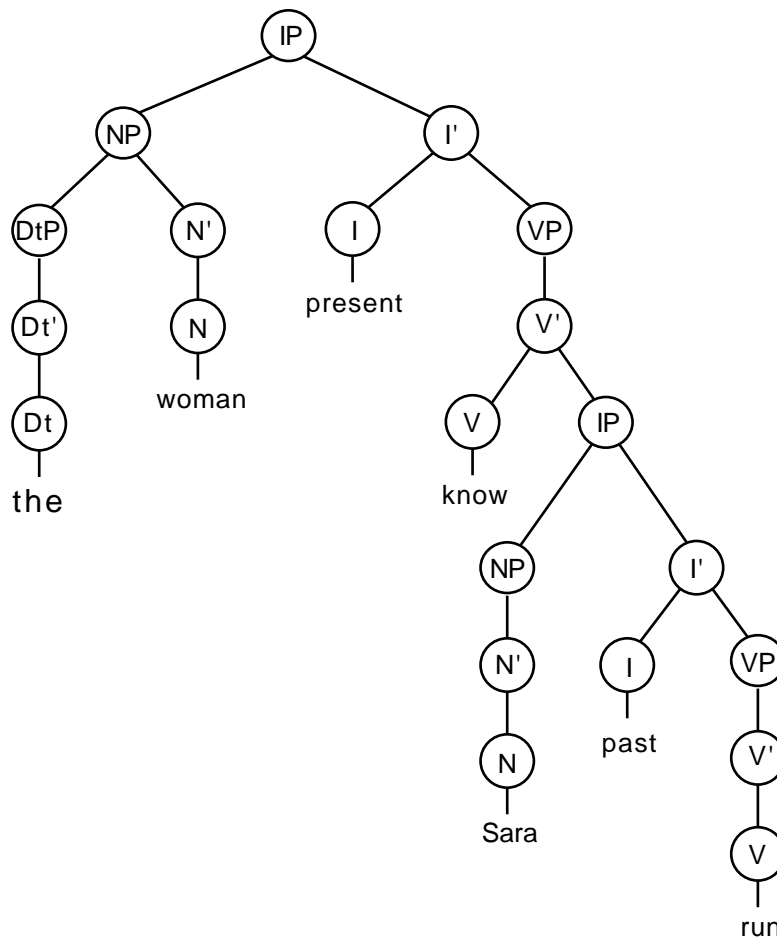 IP
NP I'
DtP N' I VP
present
Dt' N V'
woman
Dt V IP
the know
NP I'
N' I VP
past
N V'
Sara
V
run